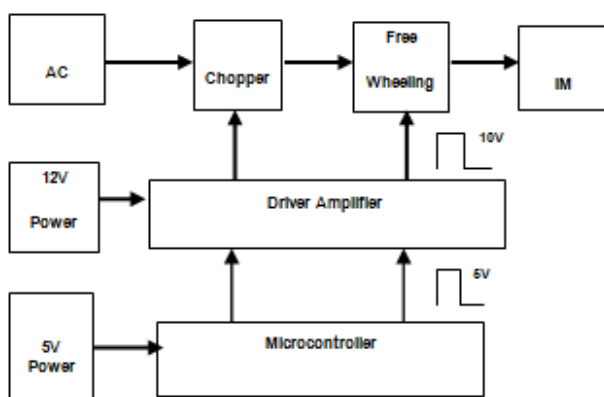 AC
Chopper
Free
Wheeling
IM
10V
12V
Power
Driver Amplifier
5V
5V
Power
Microcontroller